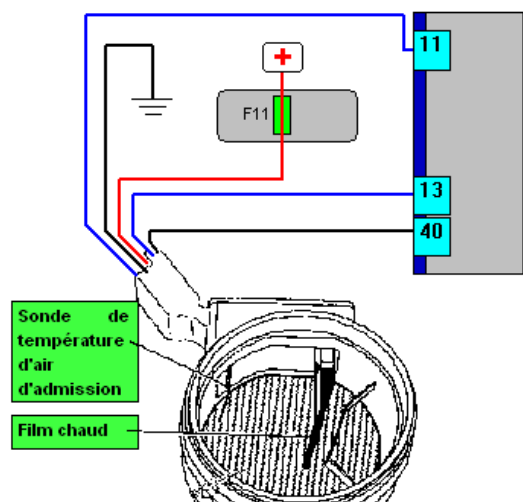 11
+
F11
13
40
Sonde de
température
d'air
d'admission
Film chaud